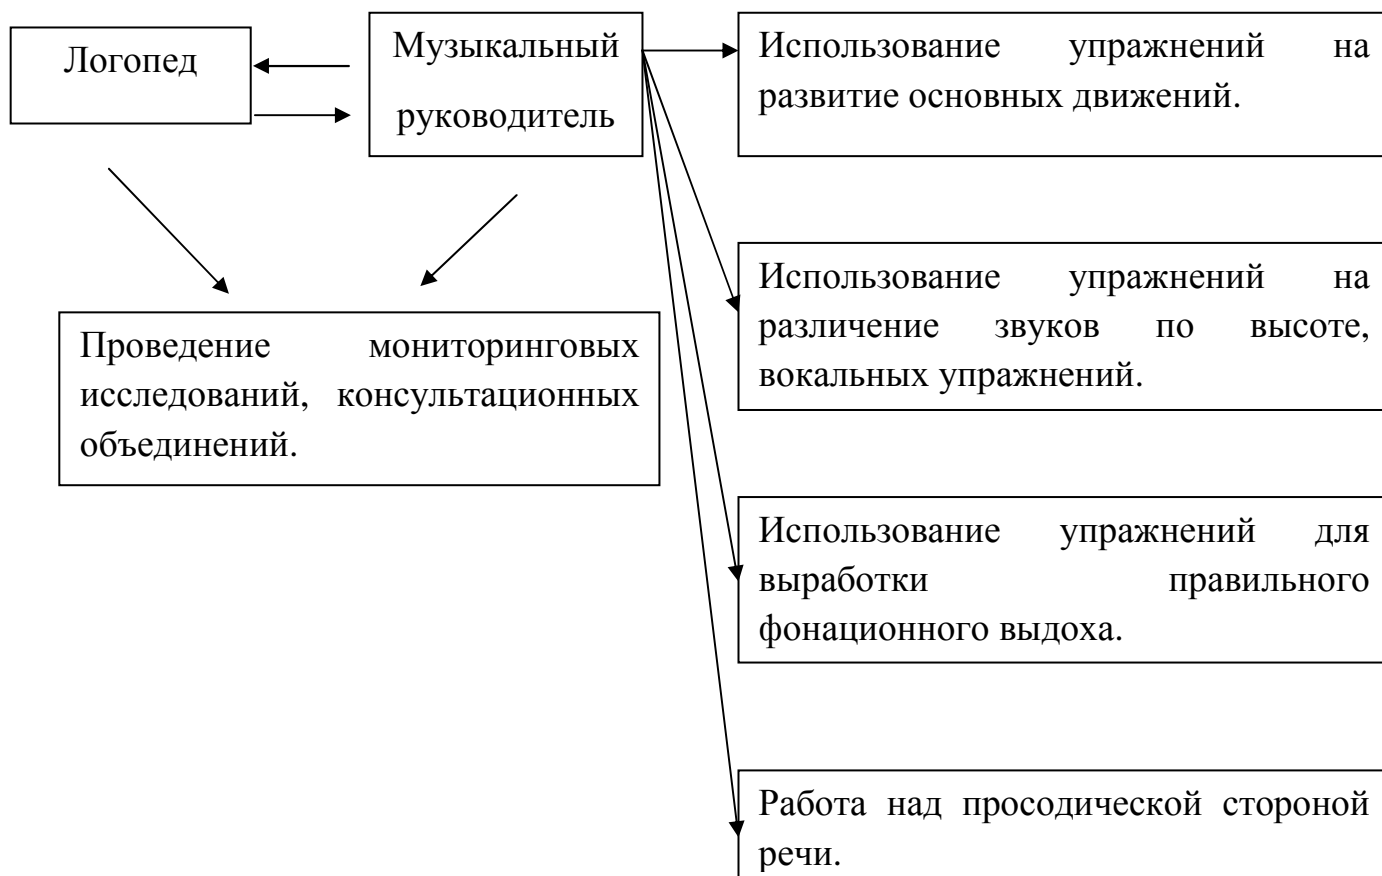 Логопед
Музыкальный
руководитель
Использование упражнений на
развитие основных движений.
Использование упражнений на
различение звуков по высоте,
вокальных упражнений.
Проведение мониторинговых
исследований, консультационных
объединений.
Использование упражнений для
выработки правильного
фонационного выдоха.
Работа над просодической стороной
речи.